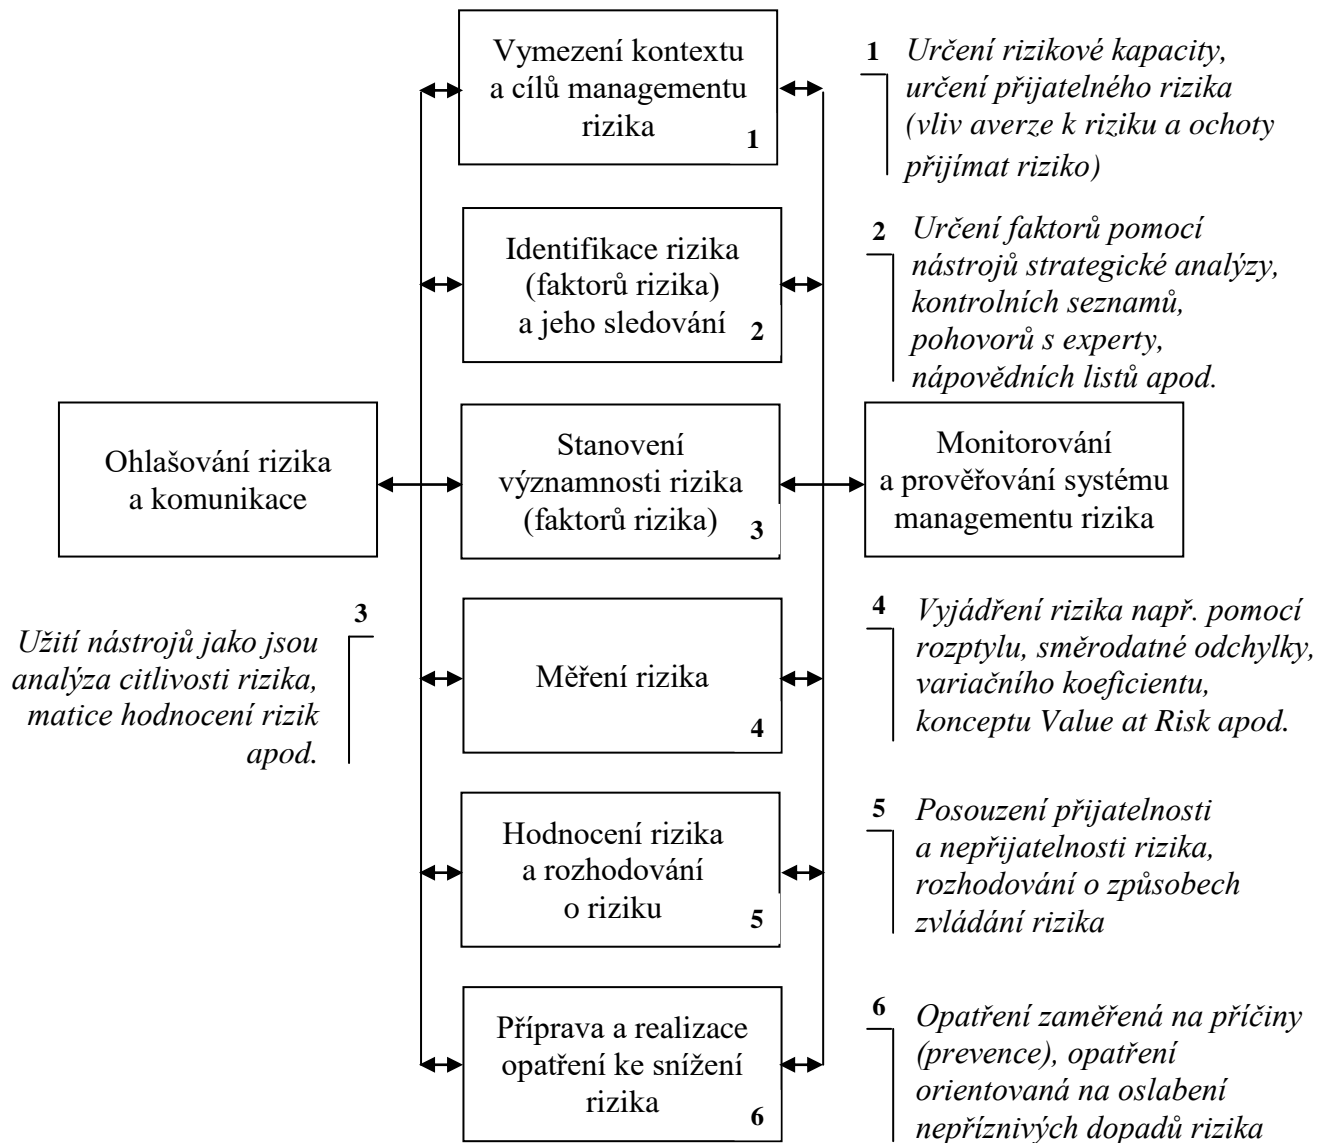 Vymezení kontextu
a cílů managementu
rizika
1
1
Určení rizikové kapacity,
určení přijatelného rizika
(vliv averze k riziku a ochoty
přijímat riziko)
Identifikace rizika
(faktorů rizika)
a jeho sledování
2
2
Určení faktorů pomocí
nástrojů strategické analýzy,
kontrolních seznamů,
pohovorů s experty,
nápovědních listů apod.
Ohlašování rizika
a komunikace
Stanovení
významnosti rizika
(faktorů rizika)
3
Monitorování
a prověřování systému
managementu rizika
3
Užití nástrojů jako jsou
analýza citlivosti rizika,
matice hodnocení rizik
apod.
Měření rizika
4
4
Vyjádření rizika např. pomocí
rozptylu, směrodatné odchylky,
variačního koeficientu,
konceptu Value at Risk apod.
Hodnocení rizika
a rozhodování
o riziku
5
5
Posouzení přijatelnosti
a nepřijatelnosti rizika,
rozhodování o způsobech
zvládání rizika
Příprava a realizace
opatření ke snížení
rizika
6
6
Opatření zaměřená na příčiny
(prevence), opatření
orientovaná na oslabení
nepříznivých dopadů rizika